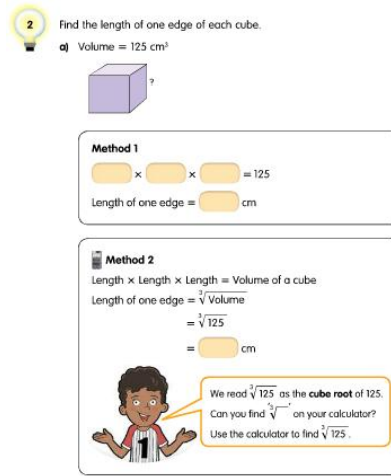 2 Find the length of one edge of each cube.
a) Volume = 125 cm³
?
Method 1
× × = 125
Length of one edge = cm
Method 2
Length × Length × Length = Volume of a cube
Length of one edge = ∛Volume
= ∛125
= cm
We read ∛125 as the cube root of 125.
Can you find '∛ ' on your calculator?
Use the calculator to find ∛125 .
1